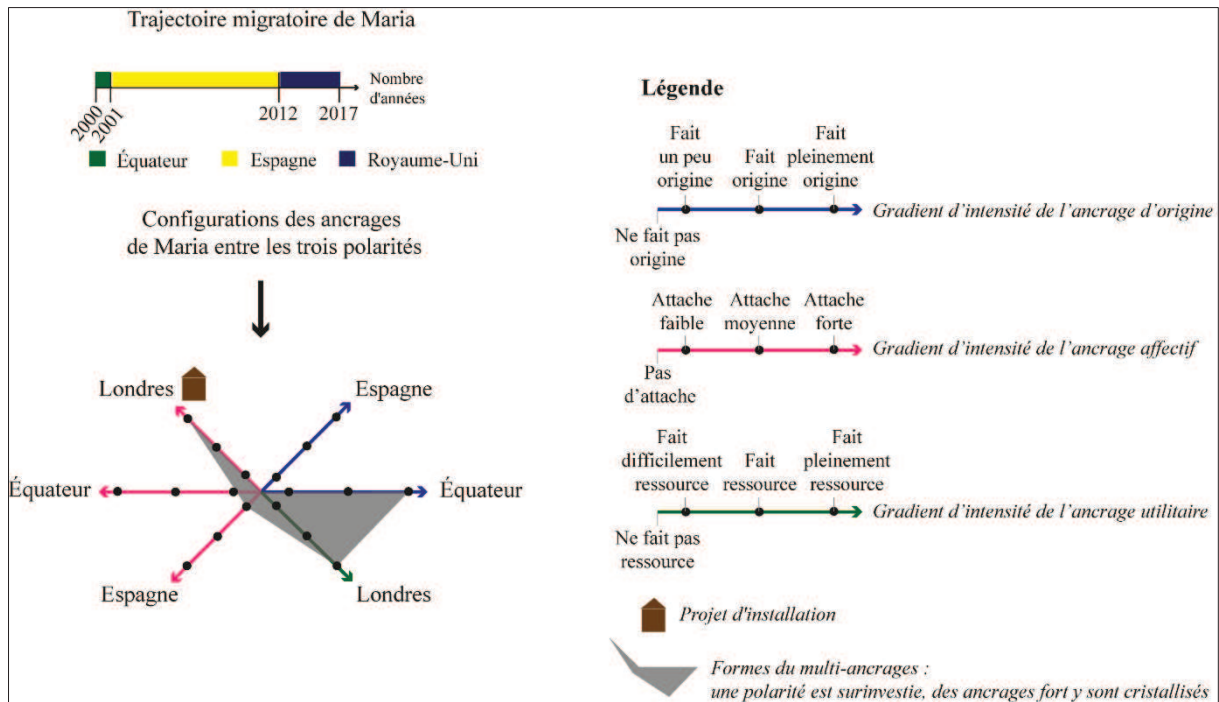 Trajectoire migratoire de Maria
Nombre
d'années
2000
2001
2012
2017
Équateur
Espagne
Royaume-Uni
Configurations des ancrages
de Maria entre les trois polarités
Londres
Espagne
Équateur
Équateur
Espagne
Londres
Légende
Fait
un peu
origine
Fait
origine
Fait
pleinement
origine
Gradient d'intensité de l'ancrage d'origine
Ne fait pas
origine
Attache
faible
Attache
moyenne
Attache
forte
Gradient d'intensité de l'ancrage affectif
Pas
d'attache
Fait
difficilement
ressource
Fait
ressource
Fait
pleinement
ressource
Gradient d'intensité de l'ancrage utilitaire
Ne fait pas
ressource
Projet d'installation
Formes du multi-ancrages :
une polarité est surinvestie, des ancrages fort y sont cristallisés